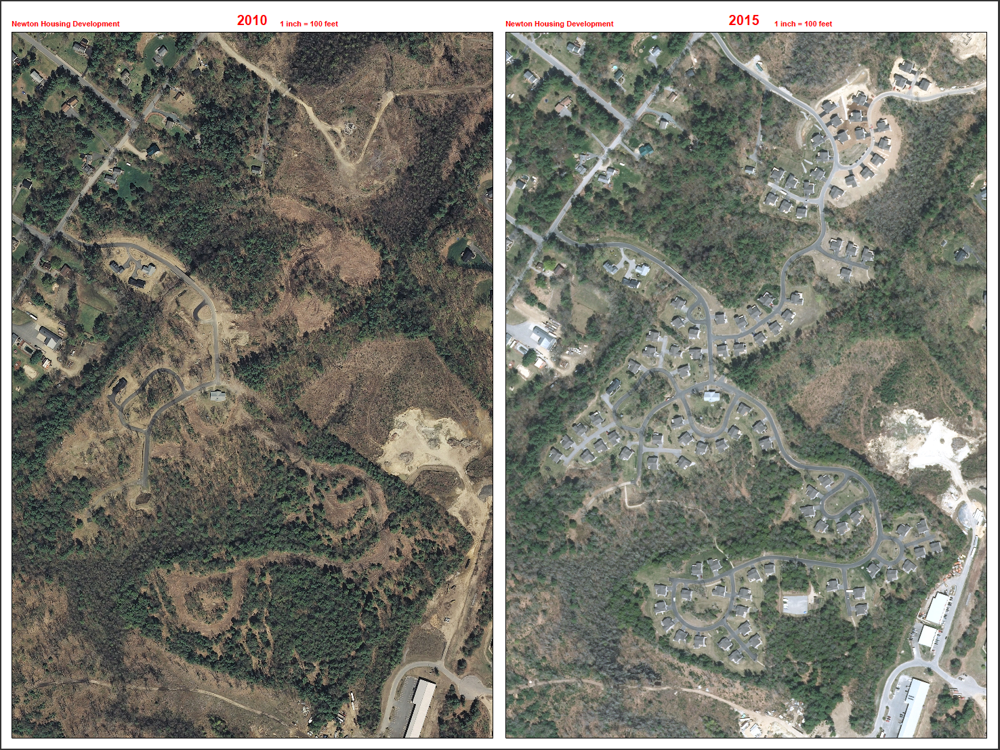 Newton Housing Development 2010 1 inch = 100 feet
Newton Housing Development 2015 1 inch = 100 feet